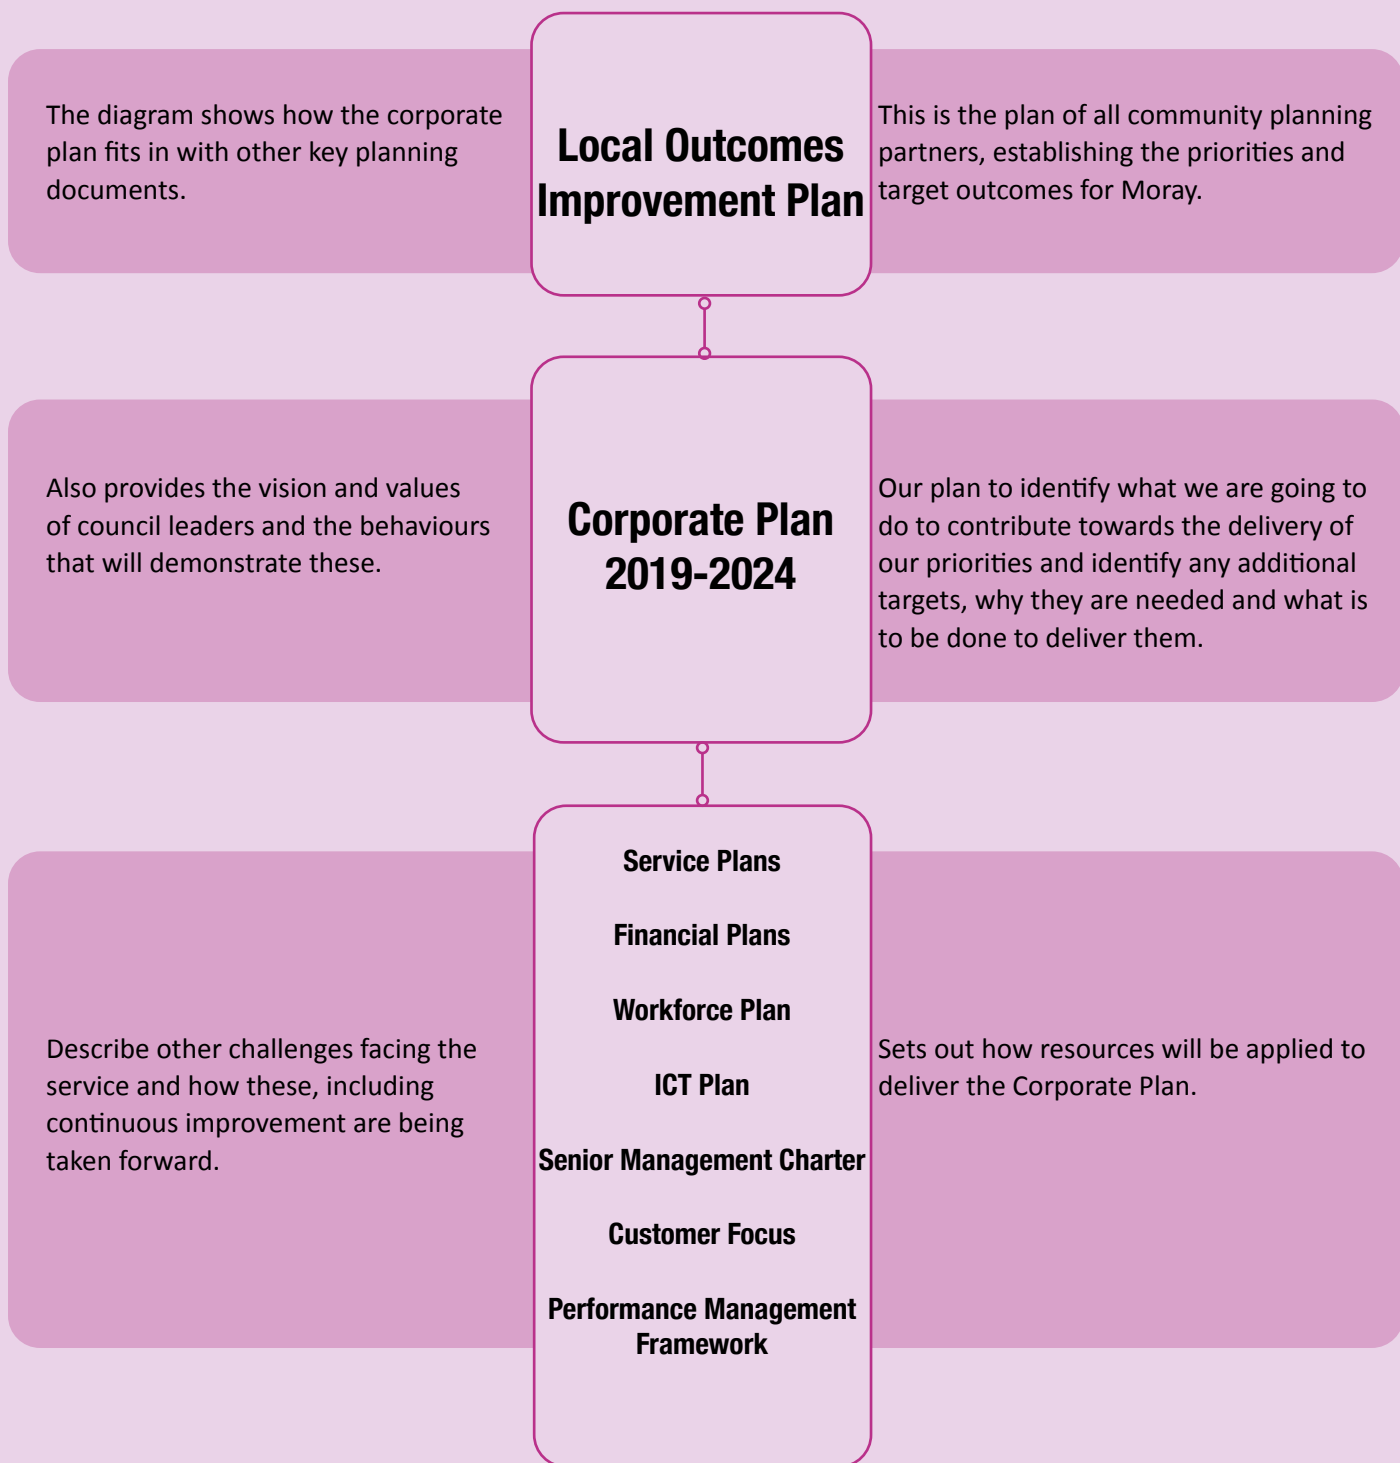 The diagram shows how the corporate
plan fits in with other key planning
documents.
Local Outcomes
Improvement Plan
This is the plan of all community planning
partners, establishing the priorities and
target outcomes for Moray.
Also provides the vision and values
of council leaders and the behaviours
that will demonstrate these.
Corporate Plan
2019-2024
Our plan to identify what we are going to
do to contribute towards the delivery of
our priorities and identify any additional
targets, why they are needed and what is
to be done to deliver them.
Describe other challenges facing the
service and how these, including
continuous improvement are being
taken forward.
Service Plans
Financial Plans
Workforce Plan
ICT Plan
Senior Management Charter
Customer Focus
Performance Management
Framework
Sets out how resources will be applied to
deliver the Corporate Plan.